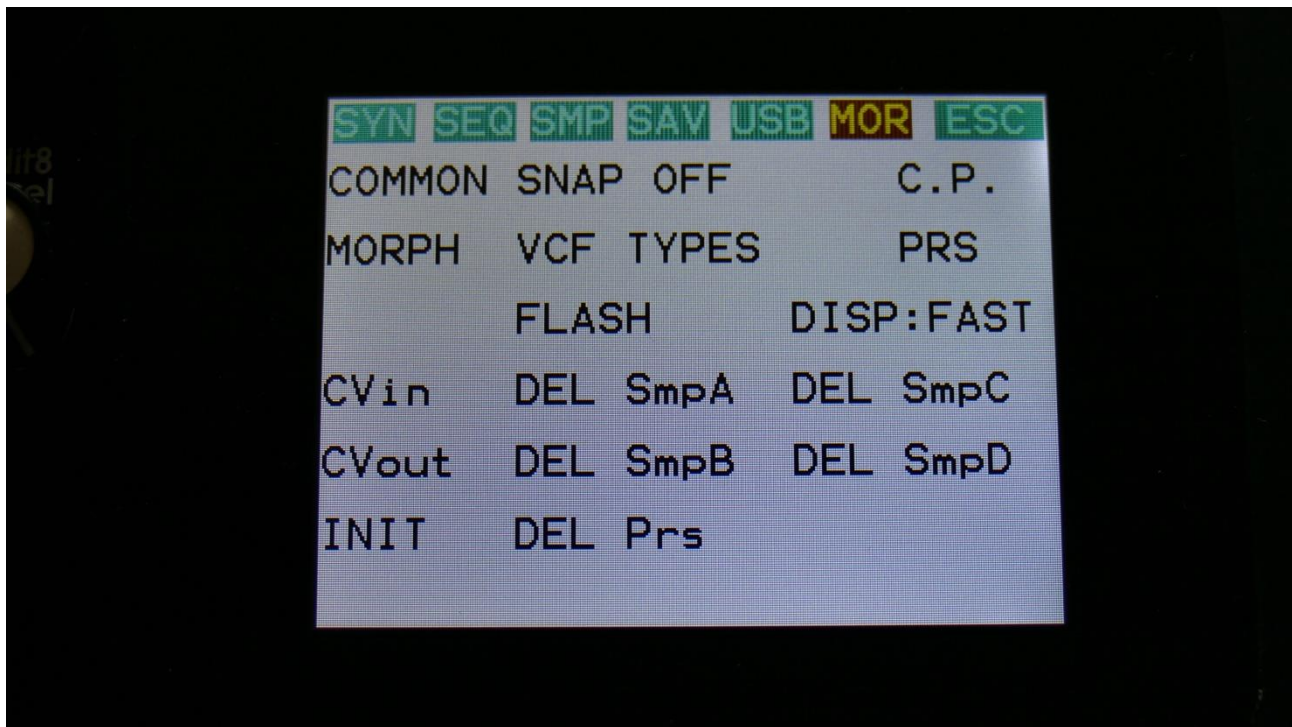 SYN SEQ SMP SAV USB MOR ESC
COMMON SNAP OFF C.P.
MORPH VCF TYPES PRS
FLASH DISP:FAST
CVin DEL SmpA DEL SmpC
CVout DEL SmpB DEL SmpD
INIT DEL Prs